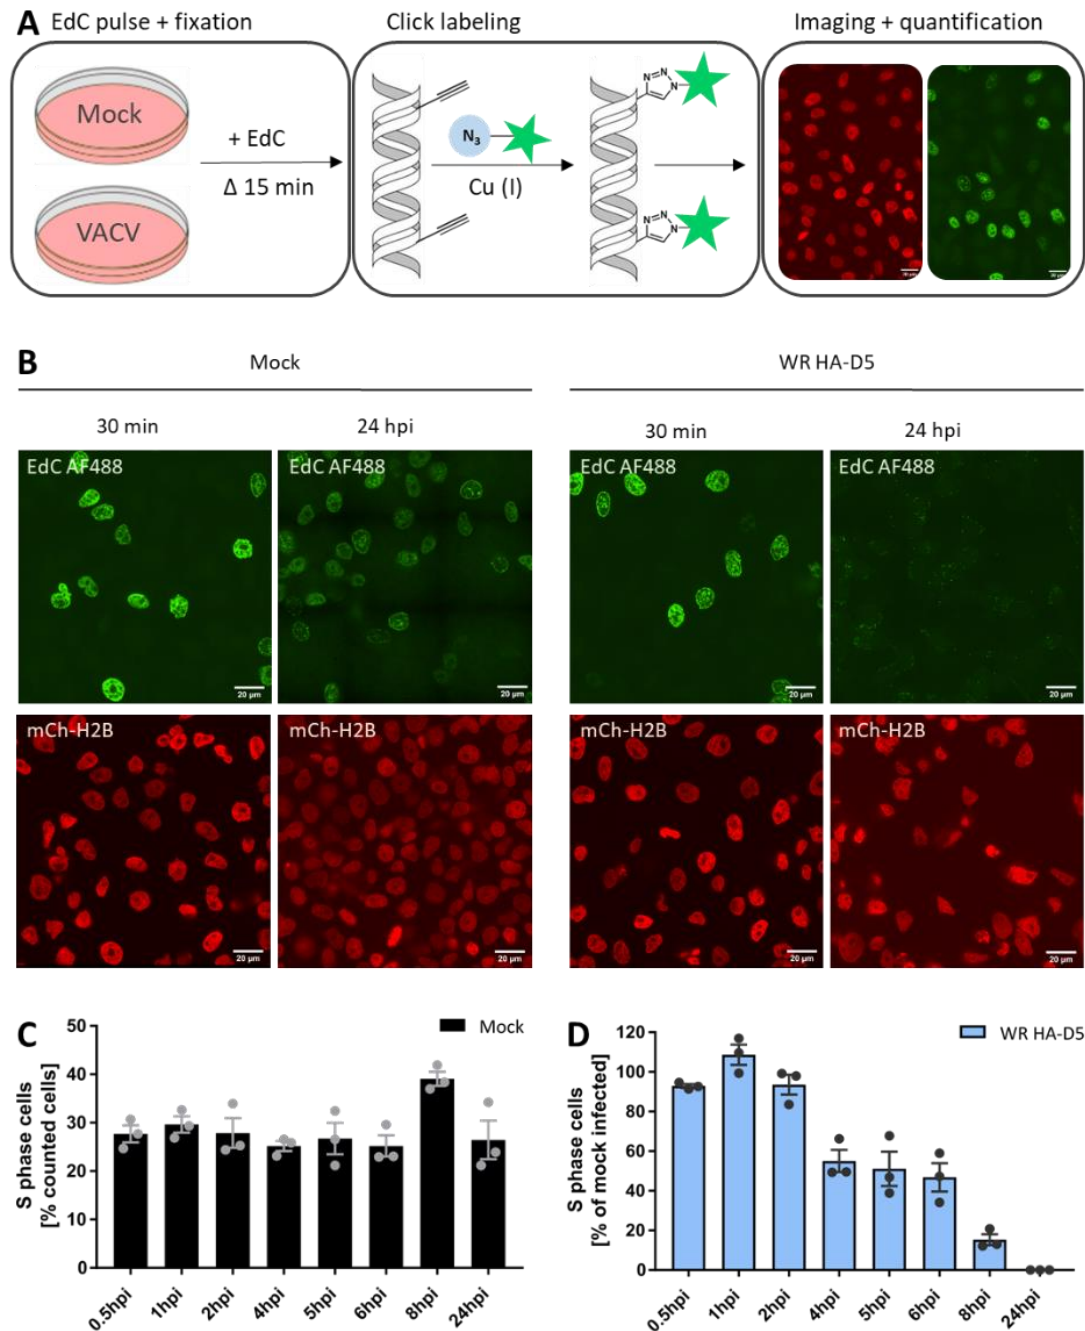 A EdC pulse + fixation
Click labeling
Imaging + quantification
Mock
VACV
+ EdC
Δ 15 min
N3
Cu (I)
N
N
N
N
N
N
B
Mock
WR HA-D5
30 min
24 hpi
30 min
24 hpi
EdC AF488
EdC AF488
EdC AF488
EdC AF488
20 µm
20 µm
20 µm
20 µm
mCh-H2B
mCh-H2B
mCh-H2B
mCh-H2B
20 µm
20 µm
20 µm
20 µm
C
Mock
S phase cells
[% counted cells]
50
40
30
20
10
0
0.5hpi
1hpi
2hpi
4hpi
5hpi
6hpi
8hpi
24hpi
D
WR HA-D5
S phase cells
[% of mock infected]
120
100
80
60
40
20
0
0.5hpi
1hpi
2hpi
4hpi
5hpi
6hpi
8hpi
24hpi